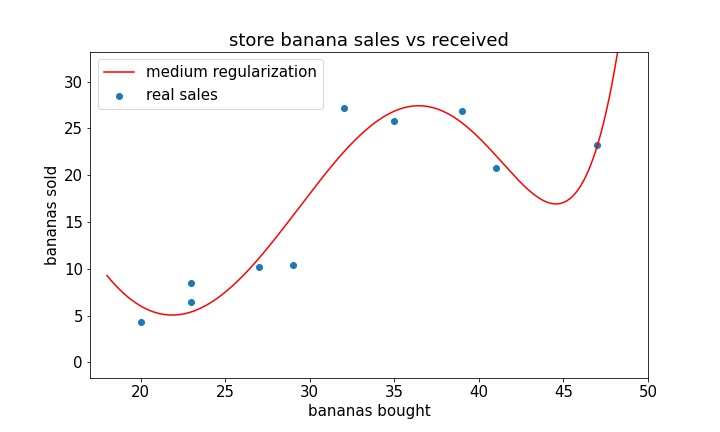 store banana sales vs received
medium regularization
real sales
30
25
20
15
10
5
0
bananas sold
20 25 30 35 40 45 50
bananas bought